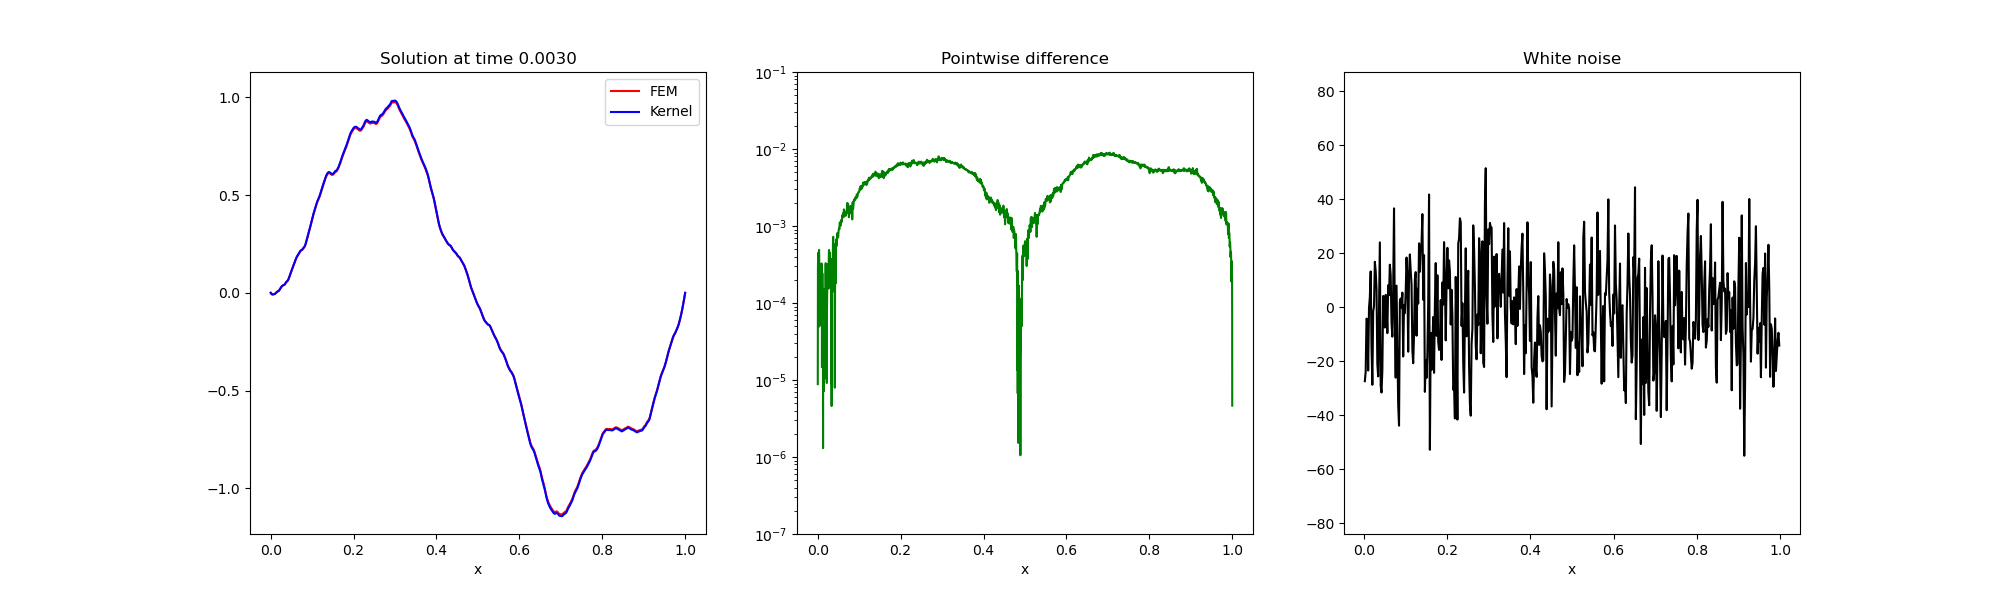 Solution at time 0.0030
1.0
0.5
0.0
−0.5
−1.0
FEM
Kernel
0.0 0.2 0.4 0.6 0.8 1.0
x
Pointwise difference
10⁻¹
10⁻²
10⁻³
10⁻⁴
10⁻⁵
10⁻⁶
10⁻⁷
0.0 0.2 0.4 0.6 0.8 1.0
x
White noise
80
60
40
20
0
−20
−40
−60
−80
0.0 0.2 0.4 0.6 0.8 1.0
x